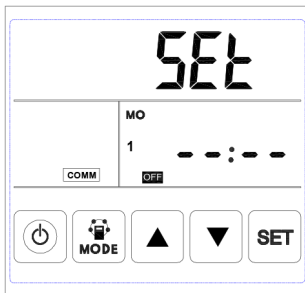 SEt
MO
1 --:--
COMM OFF
MODE SET